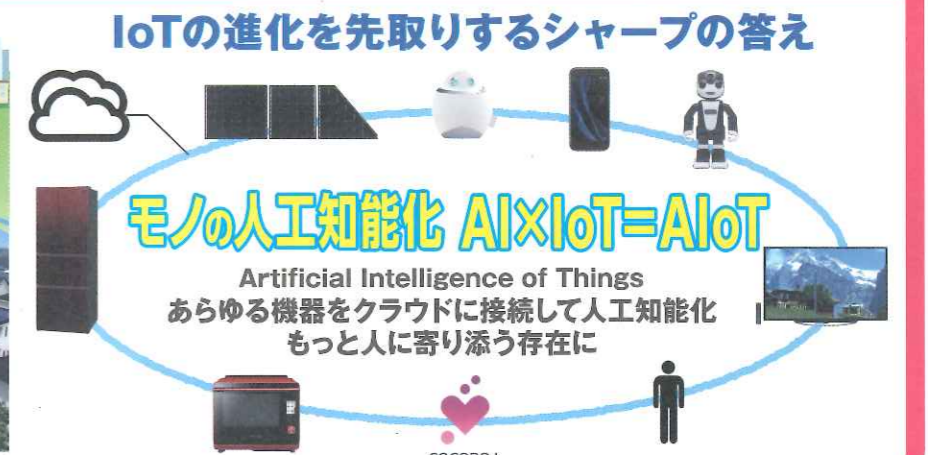 IoTの進化を先取りするシャープの答え
モノの人工知能化 AI×IoT=AIoT
Artificial Intelligence of Things
あらゆる機器をクラウドに接続して人工知能化
もっと人に寄り添う存在に